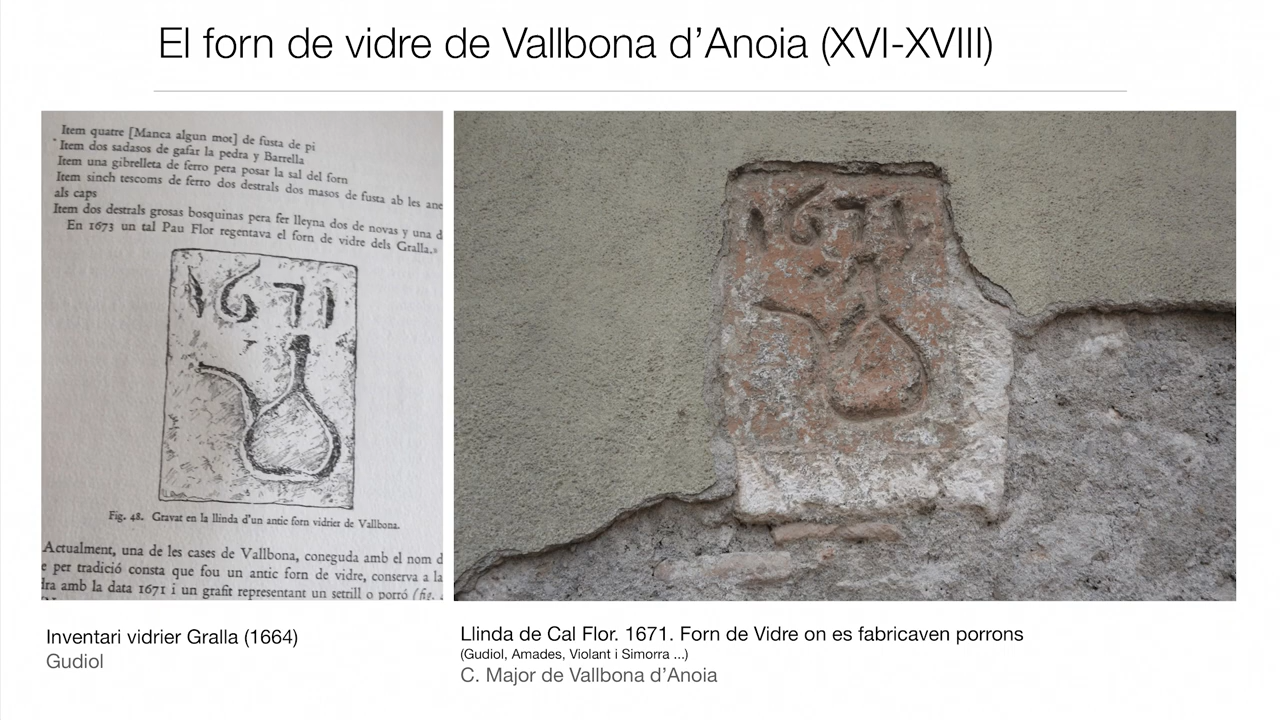 El forn de vidre de Vallbona d’Anoia (XVI-XVIII)
Item quatre [Manca algun mot] de fusta de pi
Item dos sadasos de gafar la pedra y Barrella
Item una gibrelleta de ferro pera posar la sal del forn
Item sinch tescoms de ferro dos destrals dos masos de fusta ab les ane
als caps
Item dos destrals grosas bosquinas pera fer lleyna dos de novas y una d
En 1673 un tal Pau Flor regentava el forn de vidre dels Gralla.»
1671
Fig. 48. Gravat en la llinda d'un antic forn vidrier de Vallbona.
Actualment, una de les cases de Vallbona, coneguda amb el nom d
e per tradició consta que fou un antic forn de vidre, conserva a la
dra amb la data 1671 i un grafit representant un setrill o porró (fig.
1671
Inventari vidrier Gralla (1664)
Gudiol
Llinda de Cal Flor. 1671. Forn de Vidre on es fabricaven porrons
(Gudiol, Amades, Violant i Simorra ...)
C. Major de Vallbona d’Anoia